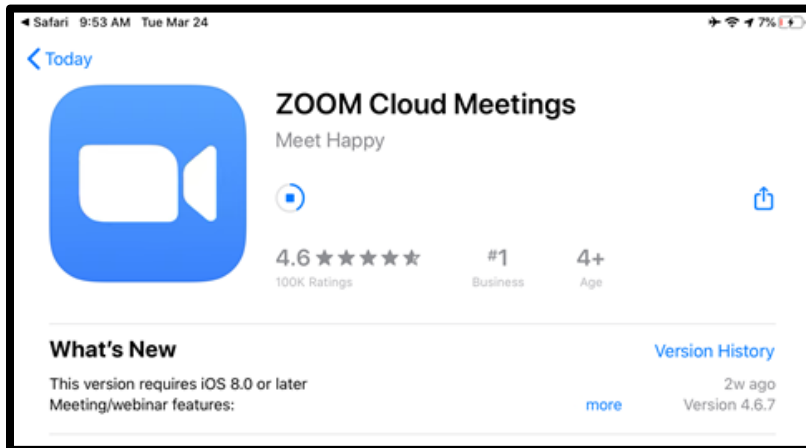 Safari 9:53 AM Tue Mar 24 7%
Today
ZOOM Cloud Meetings
Meet Happy
4.6 #1 4+
100K Ratings Business Age
What's New Version History
This version requires iOS 8.0 or later 2w ago
Meeting/webinar features: more Version 4.6.7